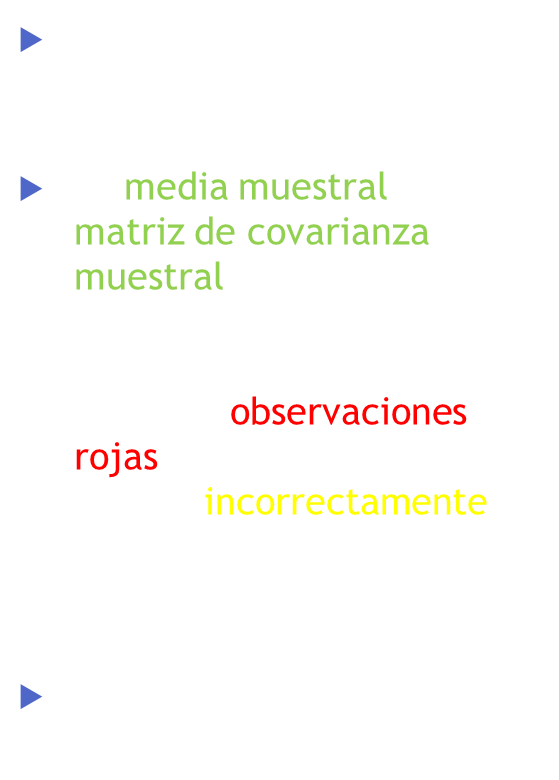 media muestral
matriz de covarianza
muestral
observaciones
rojas
incorrectamente